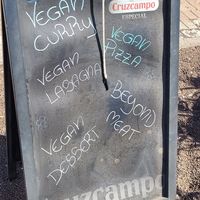 VEGAN
CURRY
VEGAN
LASAGNA
VEGAN
DESSERT
Cruzcampo
ESPECIAL
VEGAN
PIZZA
BEYOND
MEAT
Cruzcampo